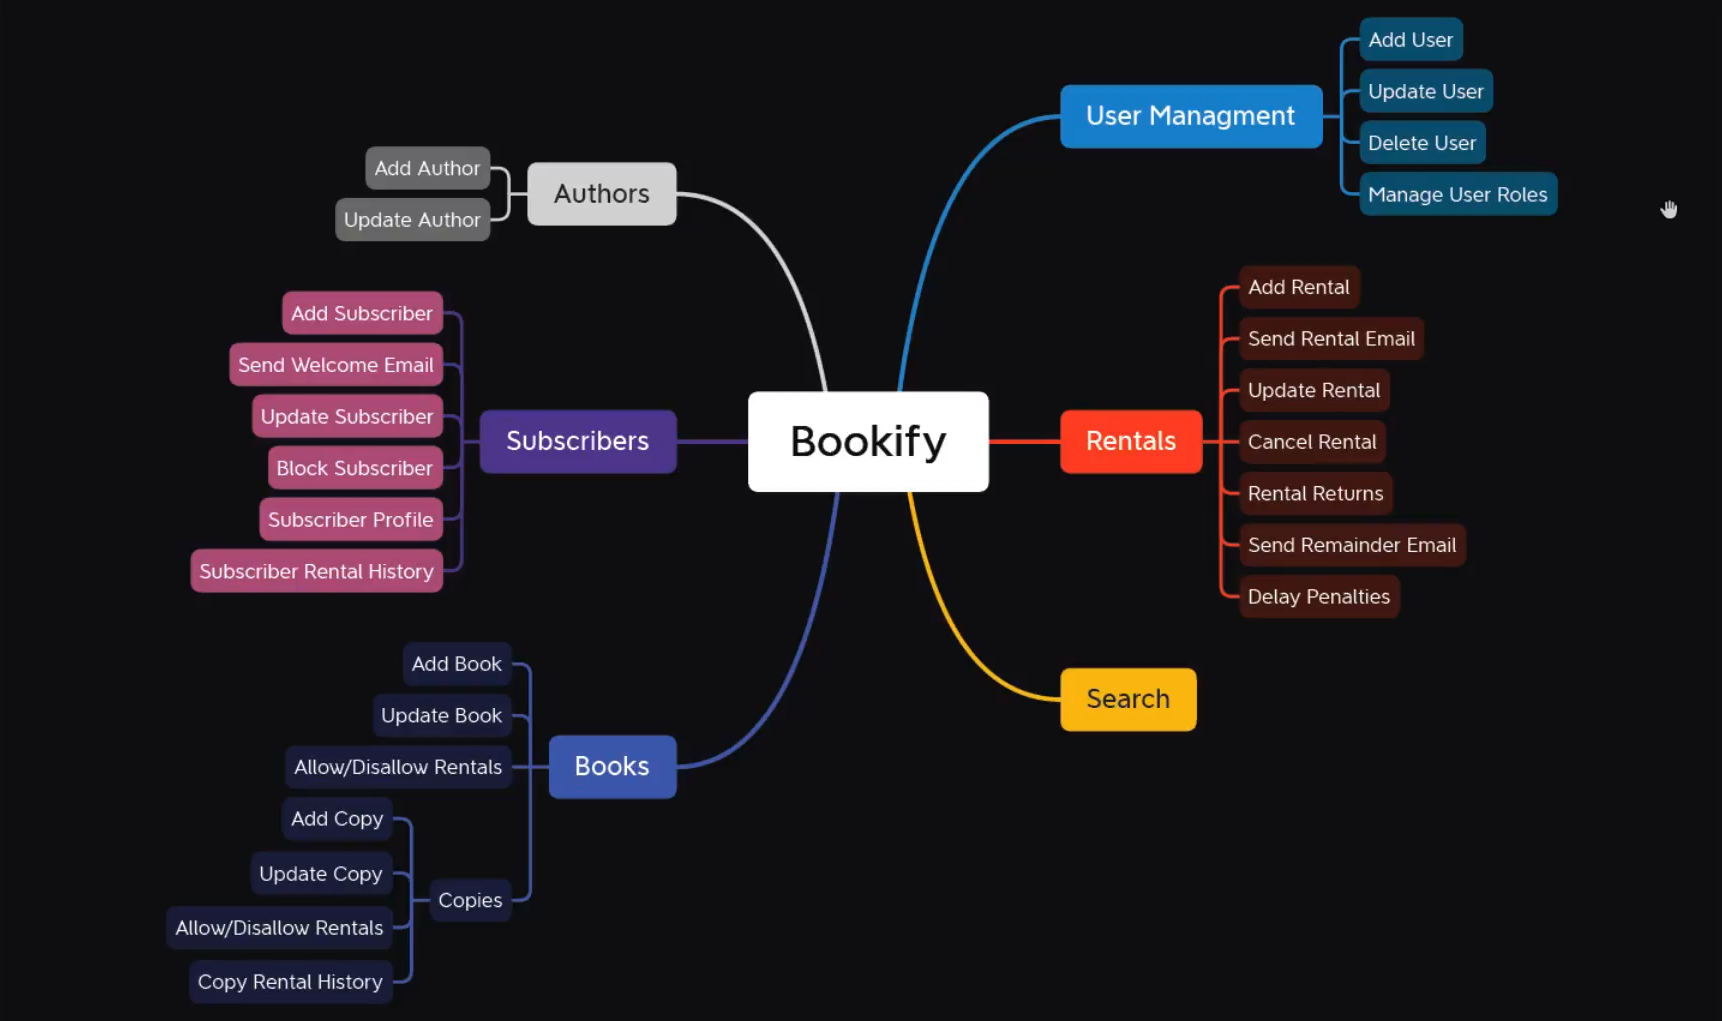 Bookify
User Managment
Add User
Update User
Delete User
Manage User Roles
Rentals
Add Rental
Send Rental Email
Update Rental
Cancel Rental
Rental Returns
Send Remainder Email
Delay Penalties
Search
Authors
Add Author
Update Author
Subscribers
Add Subscriber
Send Welcome Email
Update Subscriber
Block Subscriber
Subscriber Profile
Subscriber Rental History
Books
Add Book
Update Book
Allow/Disallow Rentals
Copies
Add Copy
Update Copy
Allow/Disallow Rentals
Copy Rental History